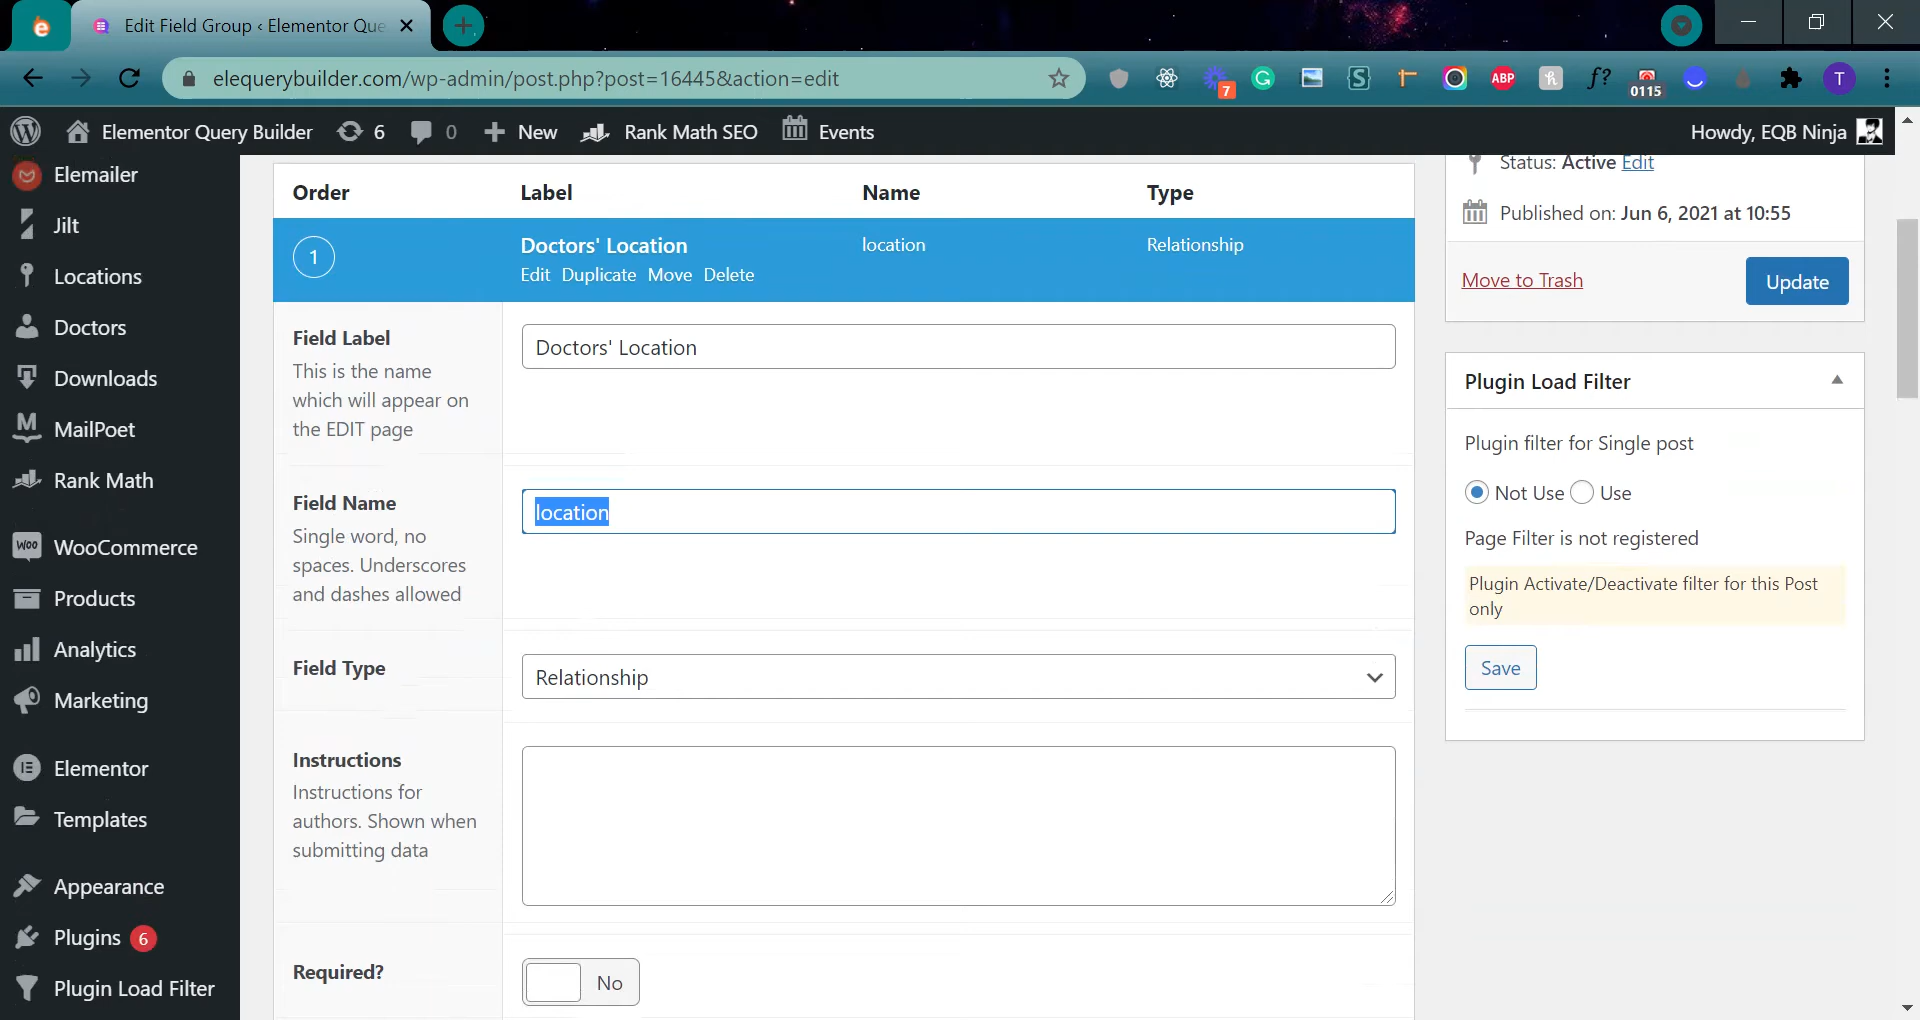 Edit Field Group ‹ Elementor Que
elequerybuilder.com/wp-admin/post.php?post=16445&action=edit
7
ABP
f?
0115
T
Elementor Query Builder
6
0
New
Rank Math SEO
Events
Howdy, EQB Ninja
Elemailer
Jilt
Locations
Doctors
Downloads
MailPoet
Rank Math
WooCommerce
Products
Analytics
Marketing
Elementor
Templates
Appearance
Plugins 6
Plugin Load Filter
Order Label Name Type
1 Doctors' Location location Relationship
Edit Duplicate Move Delete
Field Label
This is the name
which will appear on
the EDIT page
Doctors' Location
Field Name
Single word, no
spaces. Underscores
and dashes allowed
location
Field Type
Relationship
Instructions
Instructions for
authors. Shown when
submitting data
Required?
No
Status: Active Edit
Published on: Jun 6, 2021 at 10:55
Move to Trash
Update
Plugin Load Filter
Plugin filter for Single post
Not Use Use
Page Filter is not registered
Plugin Activate/Deactivate filter for this Post
only
Save